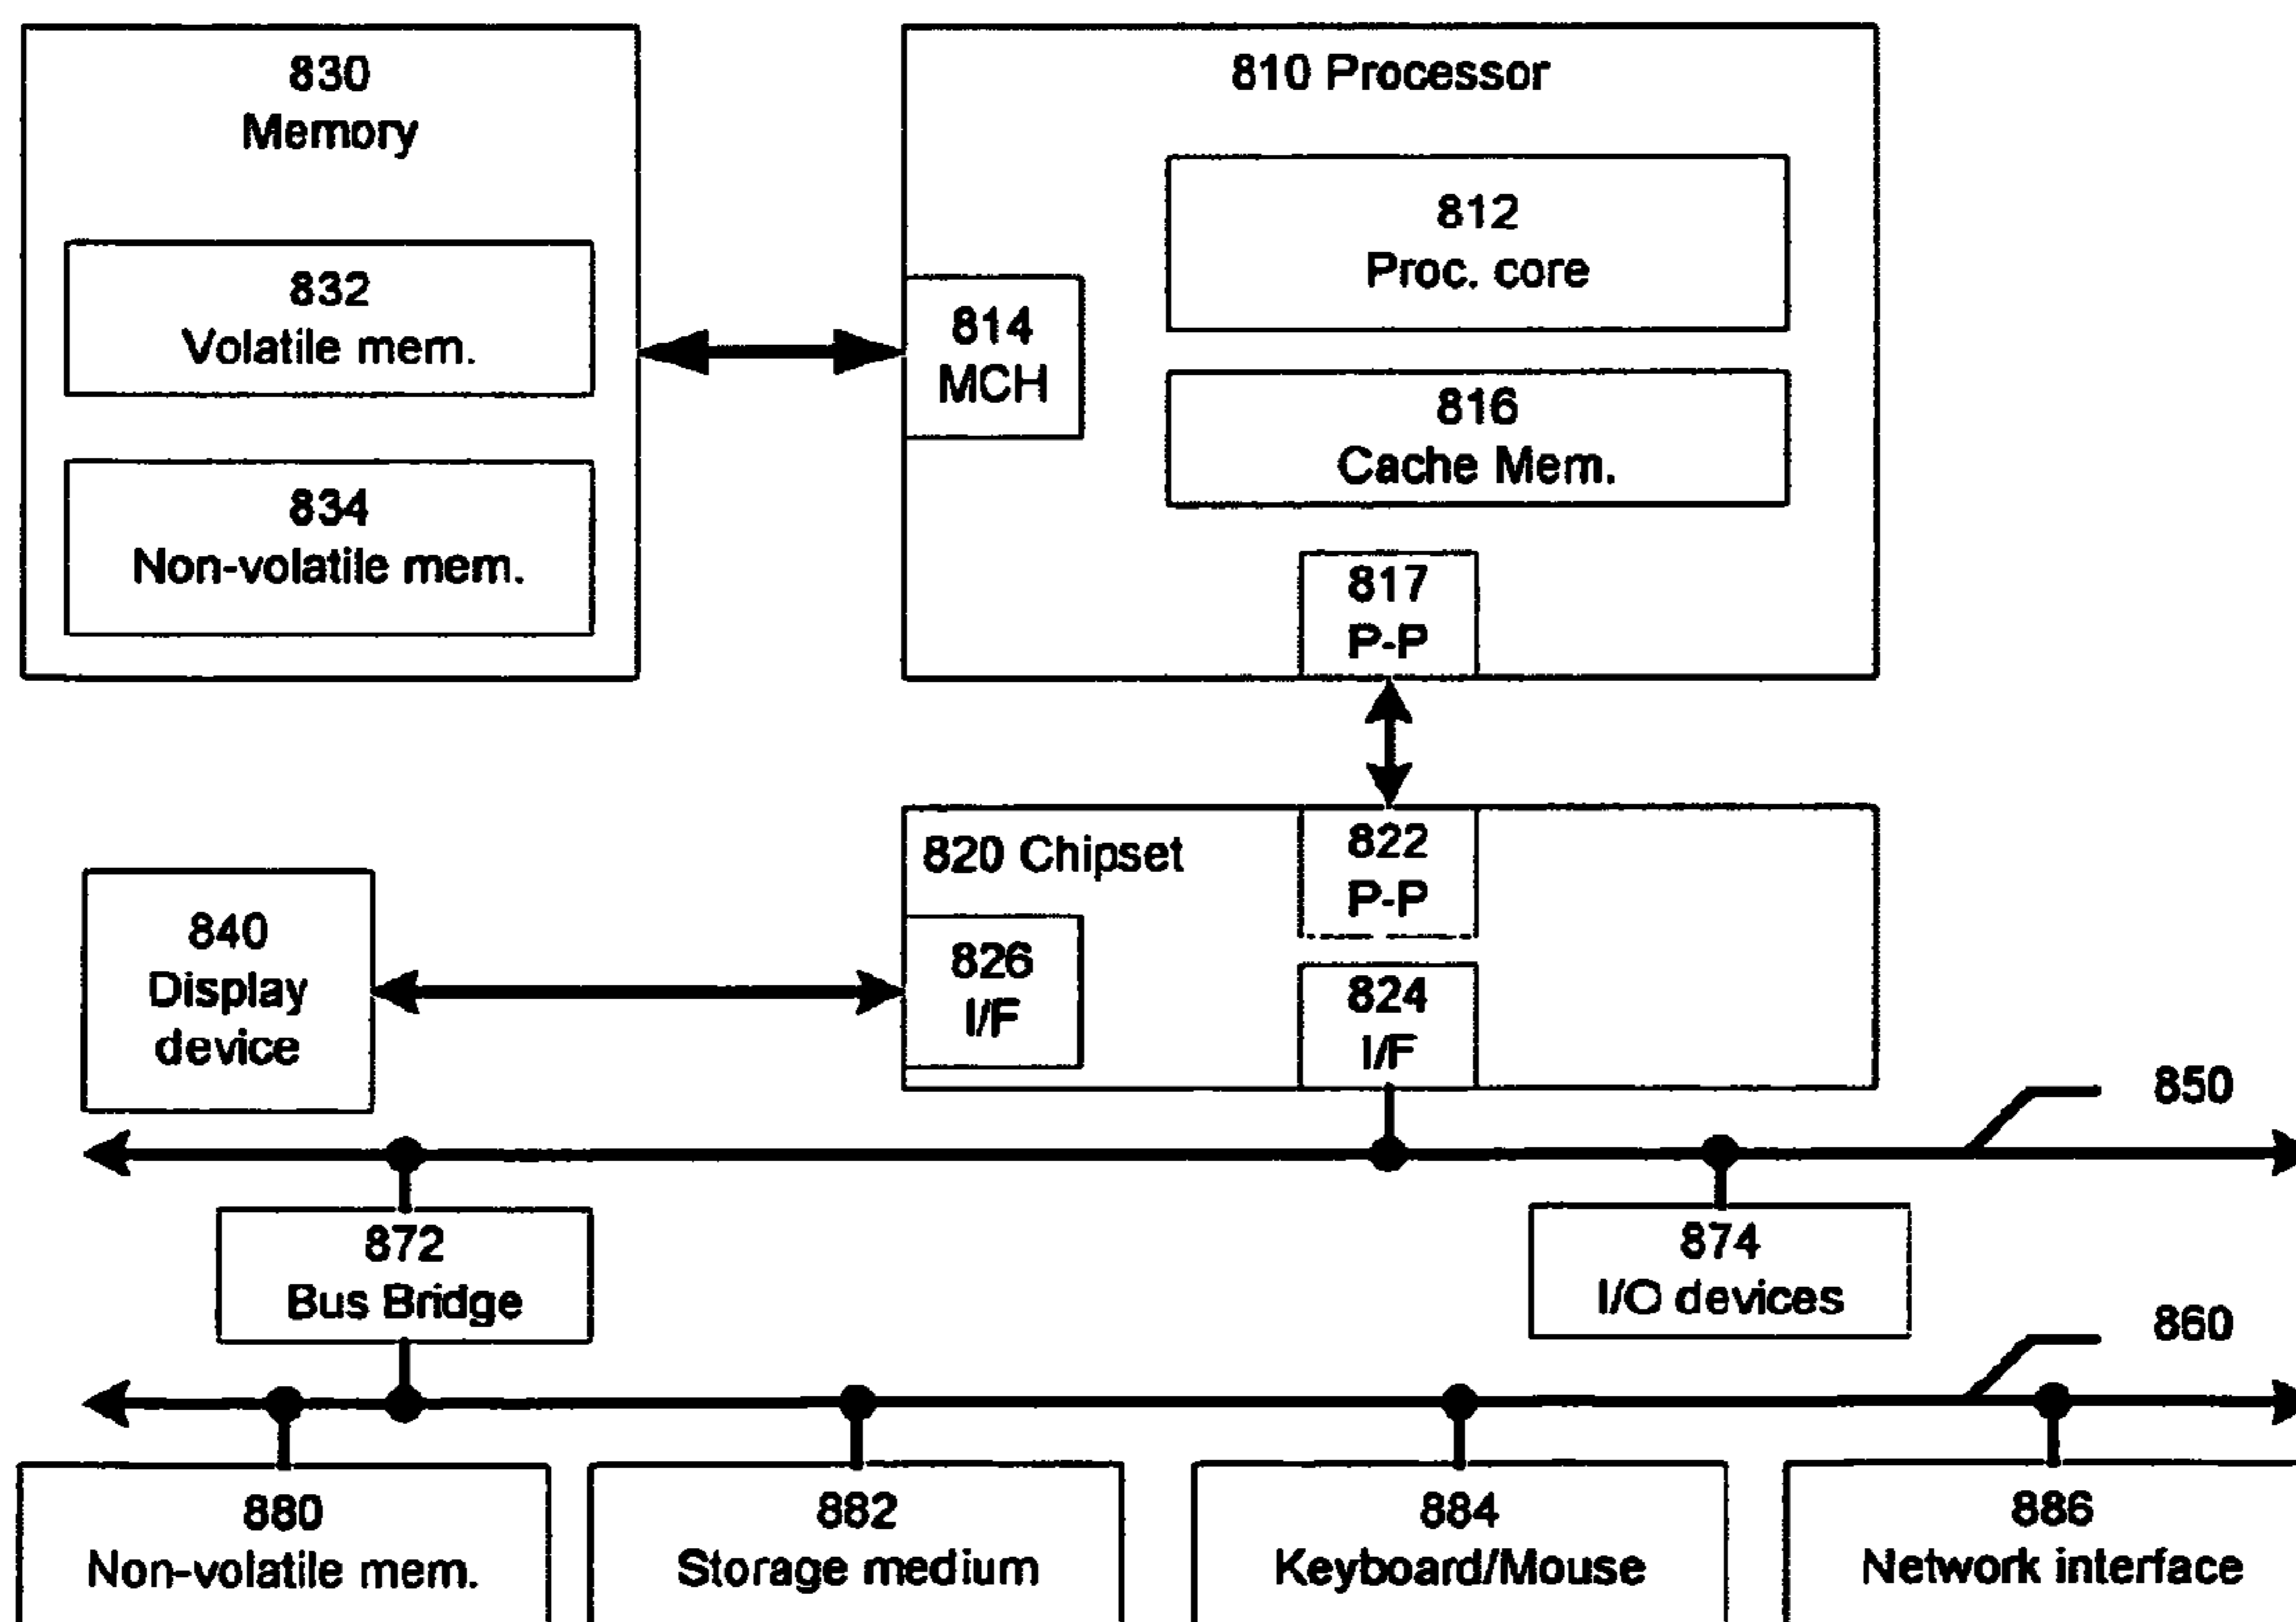 830
Memory
832
Volatile mem.
834
Non-volatile mem.
810 Processor
812
Proc. core
814
MCH
816
Cache Mem.
817
P-P
820 Chipset
822
P-P
826
I/F
824
I/F
840
Display
device
850
872
Bus Bridge
874
I/O devices
860
880
Non-volatile mem.
882
Storage medium
884
Keyboard/Mouse
886
Network interface